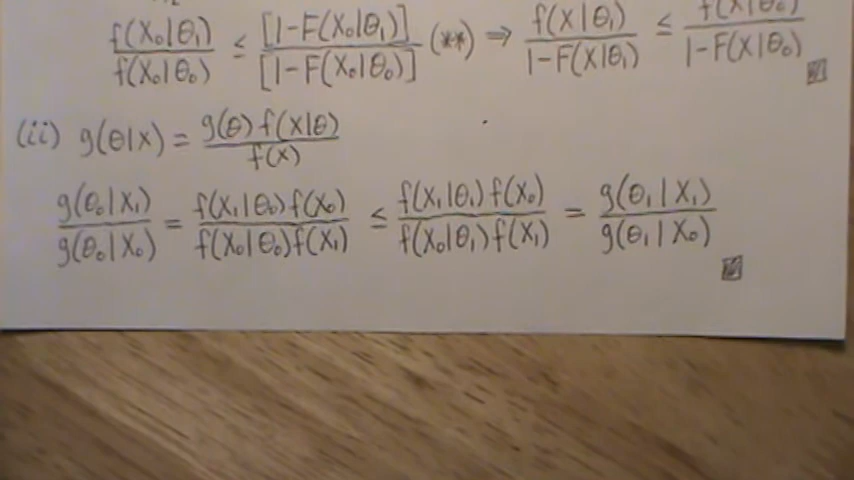 f(x₀|θ₁) / f(x₀|θ₀) ≤ [1-F(x₀|θ₁)] / [1-F(x₀|θ₀)] (**) ⇒ f(x|θ₁) / 1-F(x|θ₁) ≤ f(x|θ₀) / 1-F(x|θ₀)
(ii) g(θ|x) = g(θ) f(x|θ) / f(x)
g(θ₀|x₁) / g(θ₀|x₀) = f(x₁|θ₀) f(x₀) / f(x₀|θ₀) f(x₁) ≤ f(x₁|θ₁) f(x₀) / f(x₀|θ₁) f(x₁) = g(θ₁|x₁) / g(θ₁|x₀)